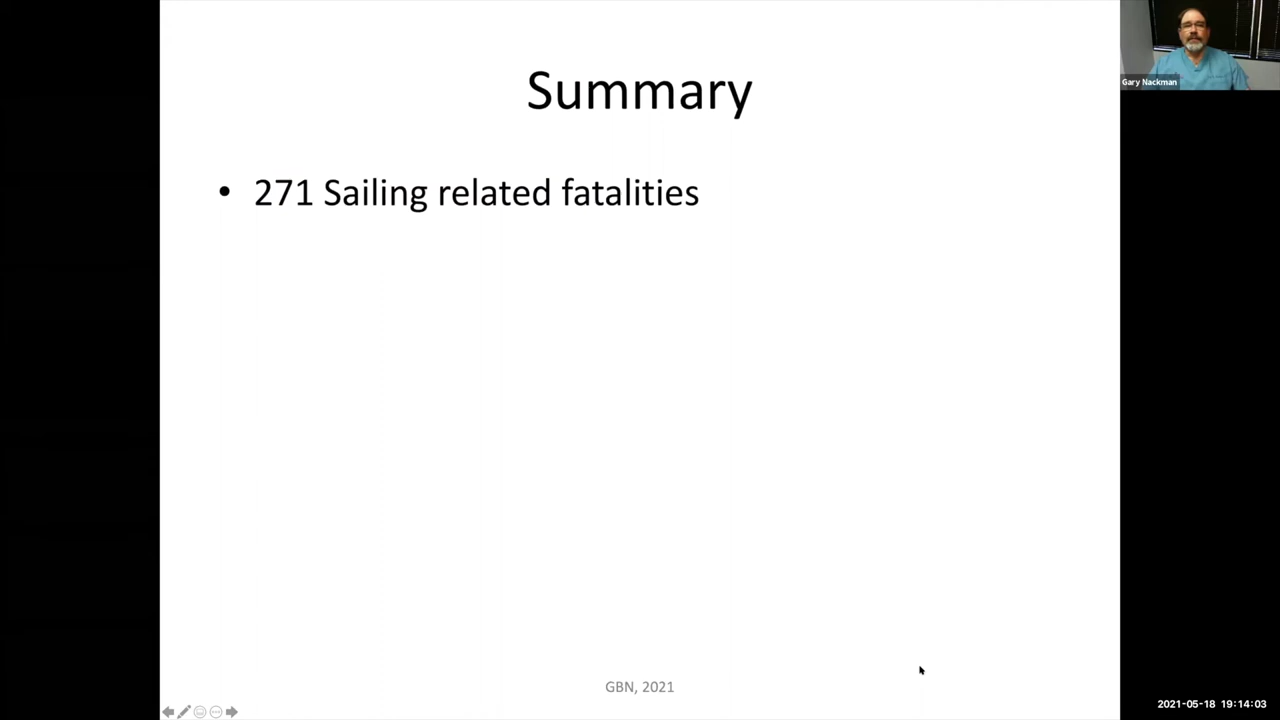 Summary
• 271 Sailing related fatalities
GBN, 2021
Gary Nackman
2021-05-18 19:14:03